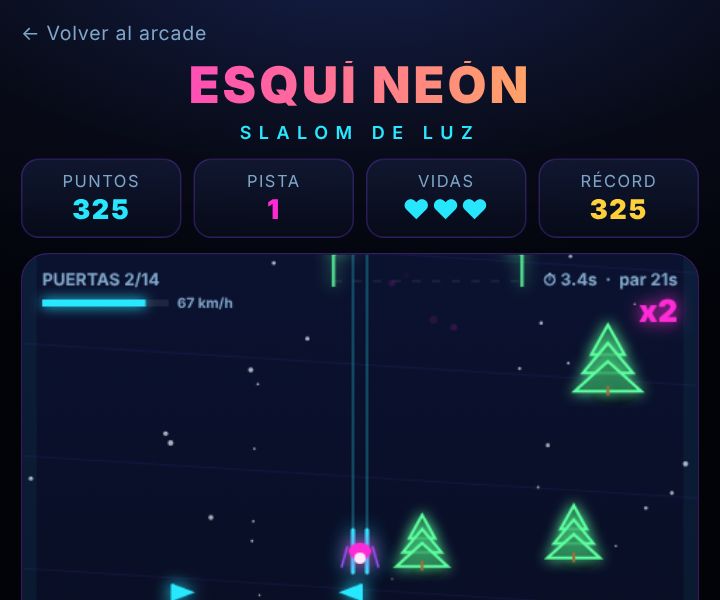 ← Volver al arcade
ESQUÍ NEÓN
SLALOM DE LUZ
PUNTOS
325
PISTA
1
VIDAS
RÉCORD
325
PUERTAS 2/14
67 km/h
⏱ 3.4s · par 21s
x2